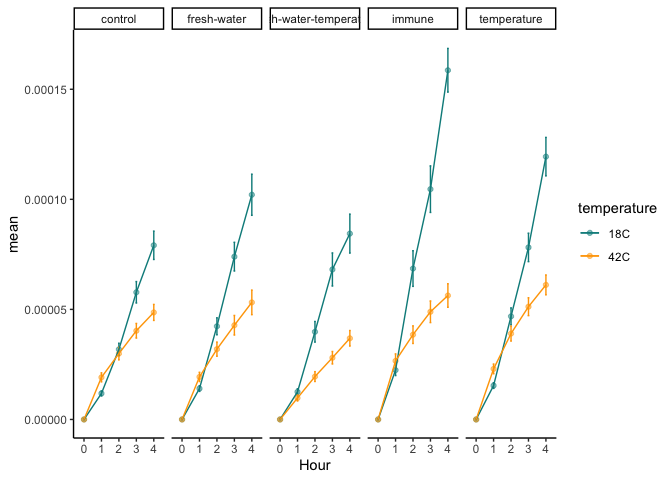 control fresh-water h-water-temperat immune temperature
0.00015
0.00010
0.00005
0.00000
mean
0 1 2 3 4 0 1 2 3 4 0 1 2 3 4 0 1 2 3 4 0 1 2 3 4
Hour
temperature
18C
42C